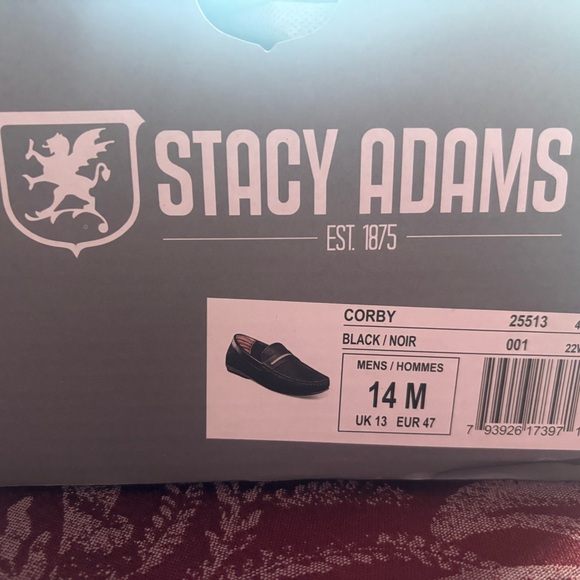 STACY ADAMS
EST. 1875
CORBY 25513
BLACK / NOIR 001
MENS / HOMMES
14 M
UK 13 EUR 47
7 93926 17397